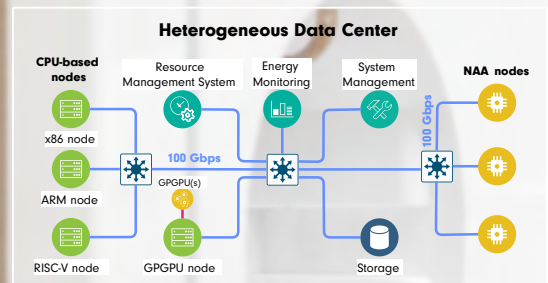 Heterogeneous Data Center
CPU-based
nodes
Resource
Management System
Energy
Monitoring
System
Management
NAA nodes
x86 node
100 Gbps
100 Gbps
GPGPU(s)
ARM node
RISC-V node
GPGPU node
Storage